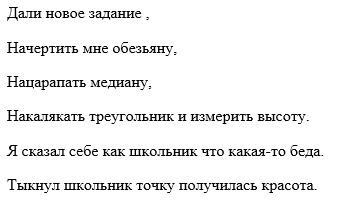 Дали новое задание ,
Начертить мне обезьяну,
Нацарапать медиану,
Накалякать треугольник и измерить высоту.
Я сказал себе как школьник что какая-то беда.
Тыкнул школьник точку получилась красота.